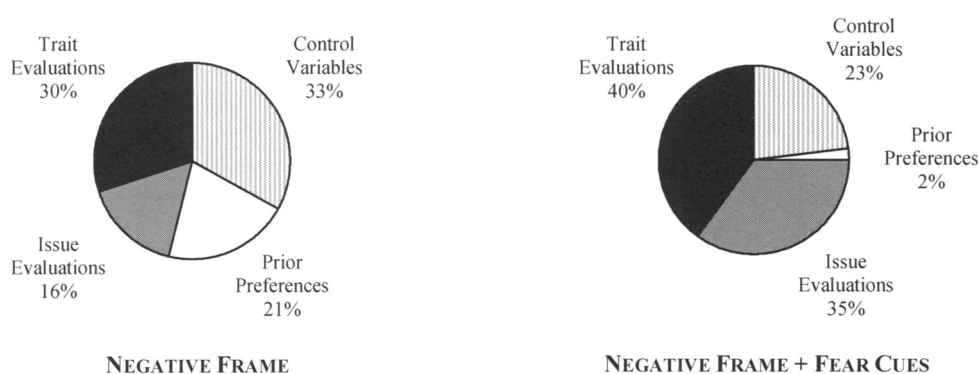 Trait
Evaluations
30%
Control
Variables
33%
Issue
Evaluations
16%
Prior
Preferences
21%
NEGATIVE FRAME
Trait
Evaluations
40%
Control
Variables
23%
Prior
Preferences
2%
Issue
Evaluations
35%
NEGATIVE FRAME + FEAR CUES